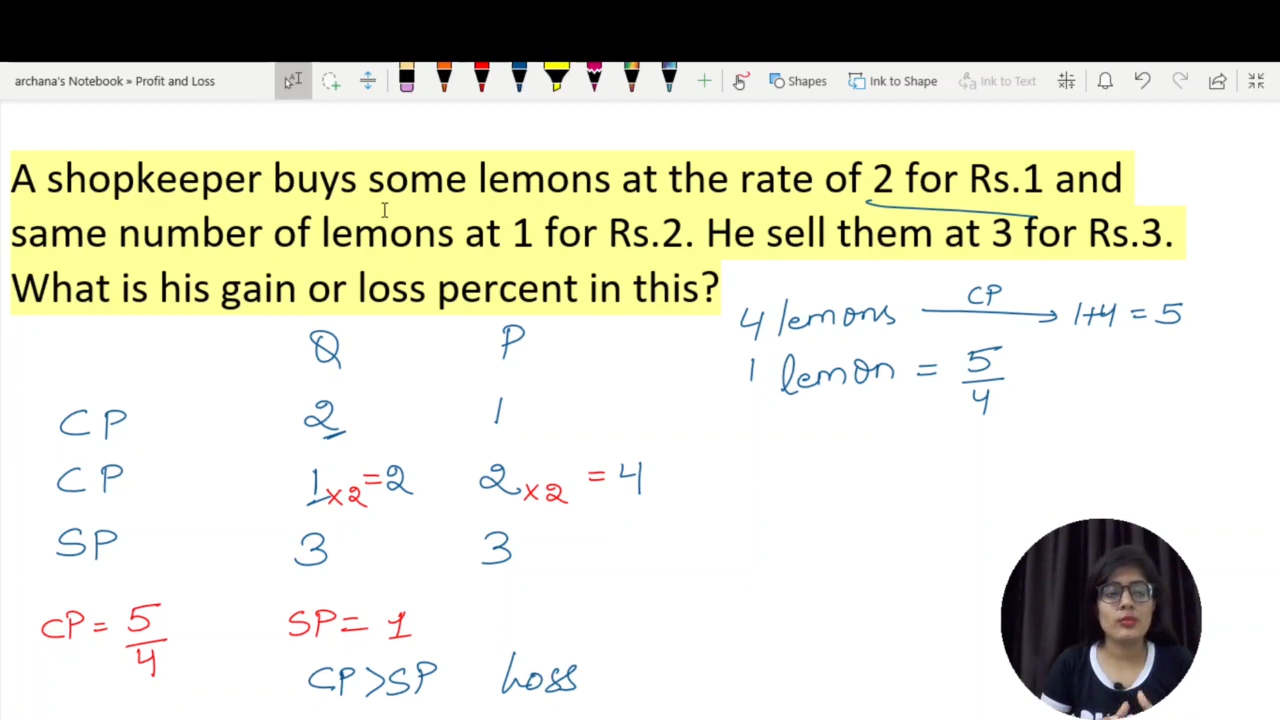 archana's Notebook » Profit and Loss
Shapes
Ink to Shape
Ink to Text
A shopkeeper buys some lemons at the rate of 2 for Rs.1 and
same number of lemons at 1 for Rs.2. He sell them at 3 for Rs.3.
What is his gain or loss percent in this?
4 lemons CP → 1+4 = 5
1 lemon = 5/4
Q P
CP 2 1
CP 1×2=2 2×2 = 4
SP 3 3
CP = 5/4 SP = 1
CP>SP Loss